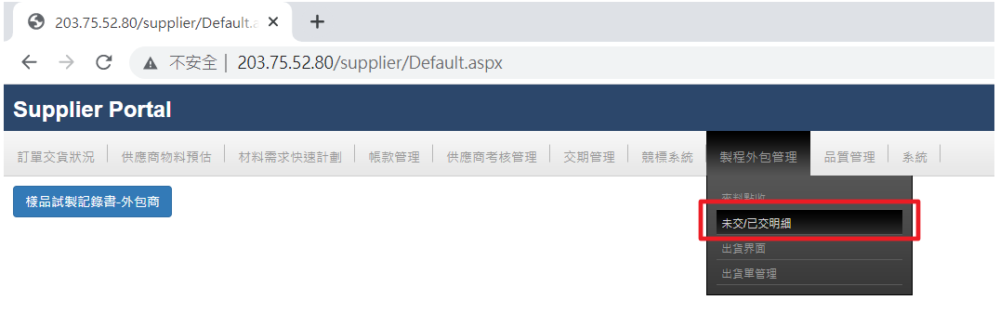 203.75.52.80/supplier/Default.a
不安全 203.75.52.80/supplier/Default.aspx
Supplier Portal
訂單交貨狀況 供應商物料預估 材料需求快速計劃 帳款管理 供應商考核管理 交期管理 競標系統 製程外包管理 品質管理 系統
樣品試製記錄書-外包商
未交/已交明細
出貨界面
出貨單管理